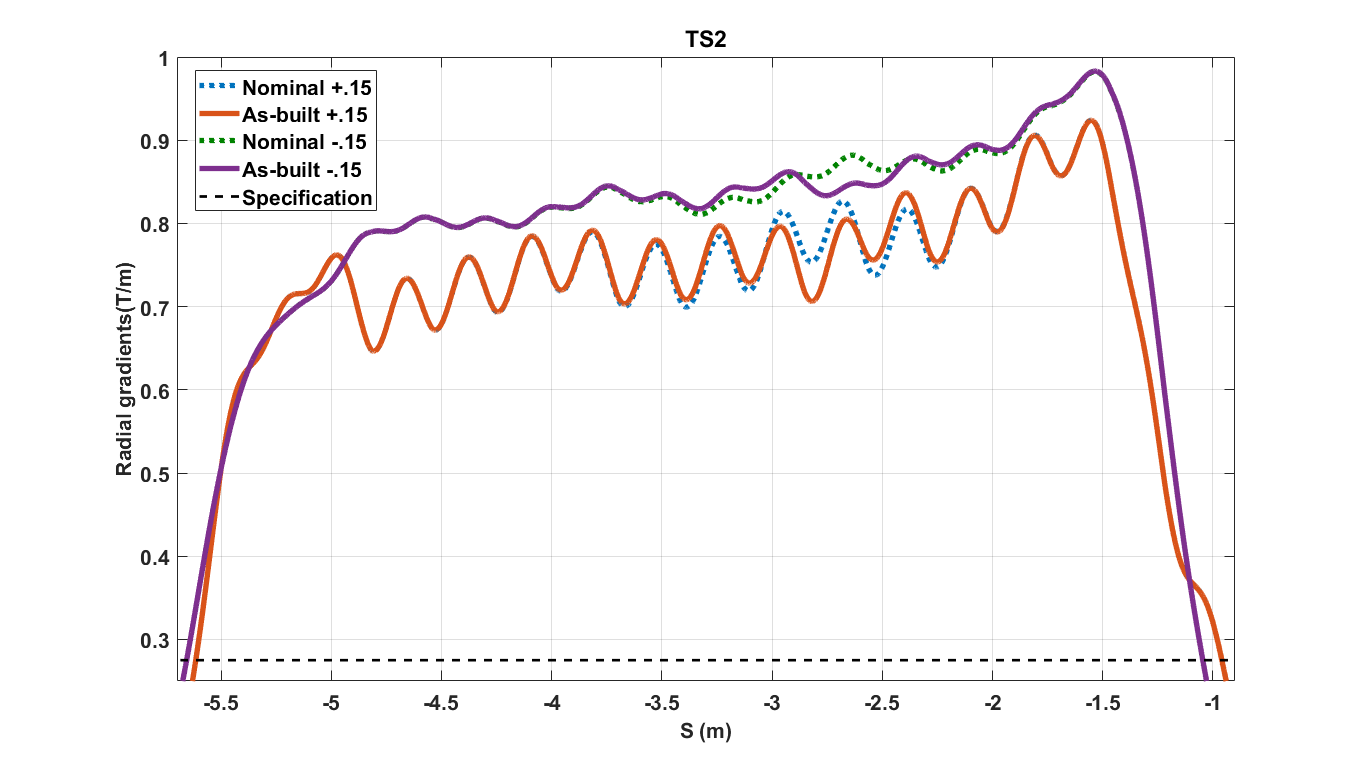 TS2
Nominal +.15
As-built +.15
Nominal -.15
As-built -.15
Specification
Radial gradients(T/m)
1
0.9
0.8
0.7
0.6
0.5
0.4
0.3
-5.5 -5 -4.5 -4 -3.5 -3 -2.5 -2 -1.5 -1
S (m)